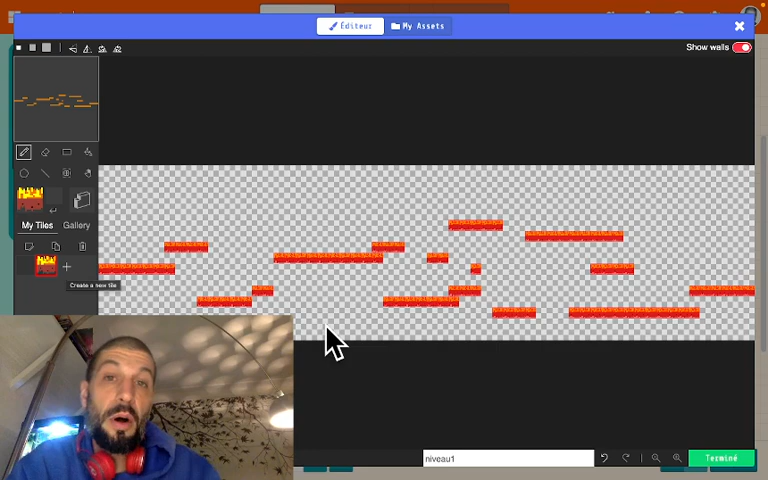 Éditeur
My Assets
Show walls
My Tiles
Gallery
Create a new tile
niveau1
Terminé